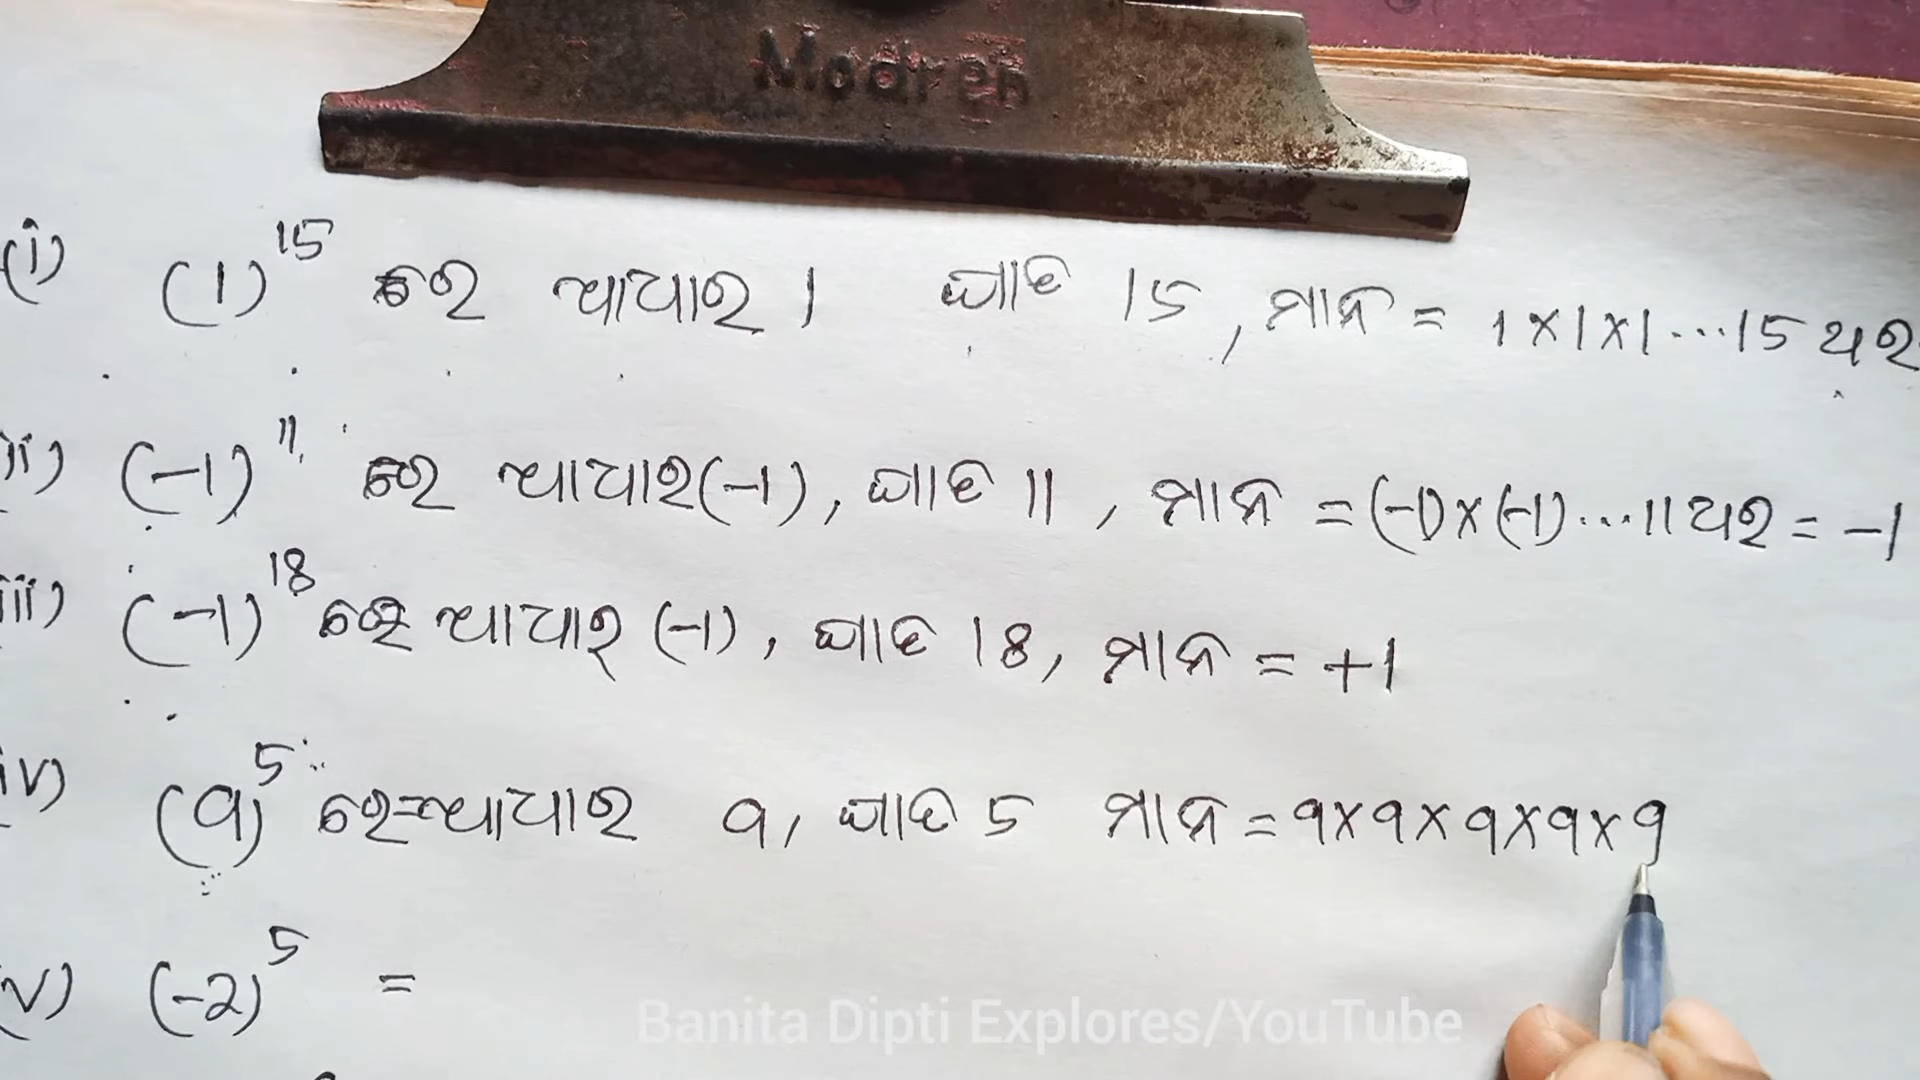 Modren
(i) (1)^15 ରେ ଆଧାର 1 ଘାତ 15, ମାନ = 1×1×1...15 ଥର
ii) (-1)^11 ରେ ଆଧାର (-1), ଘାତ 11, ମାନ = (-1)×(-1)...11 ଥର = -1
iii) (-1)^18 ରେ ଆଧାର (-1), ଘାତ 18, ମାନ = +1
iv) (9)^5 ରେ ଆଧାର 9, ଘାତ 5 ମାନ = 9×9×9×9×9
(v) (-2)^5 =
Banita Dipti Explores/YouTube